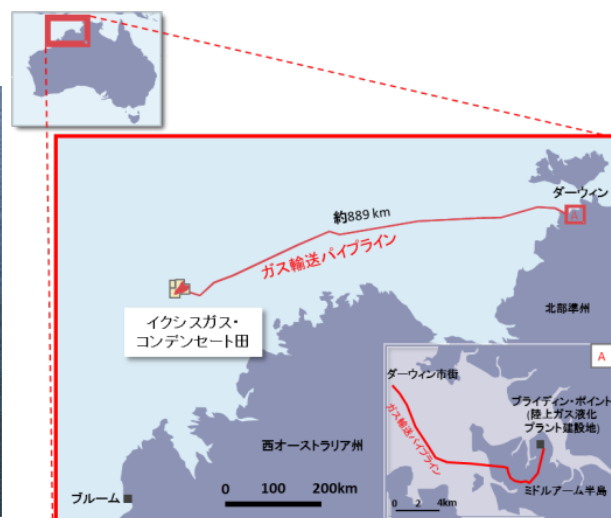 ダーウィン
A
約889 km
ガス輸送パイプライン
北部準州
イクシスガス・
コンデンセート田
A
ダーウィン市街
ブライディン・ポイント
(陸上ガス液化
プラント建設地)
ガス輸送パイプライン
西オーストラリア州
ミドルアーム半島
ブルーム
0 100 200km
0 2 4km